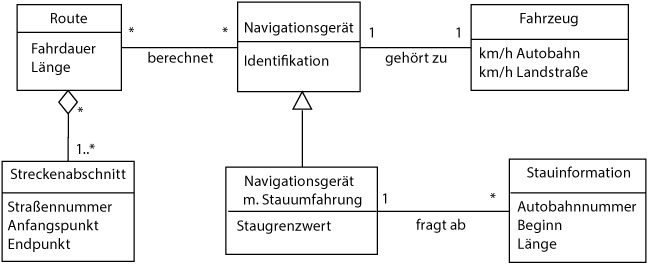 Route
Fahrdauer
Länge
*
*
berechnet
Navigationsgerät
Identifikation
1
1
gehört zu
Fahrzeug
km/h Autobahn
km/h Landstraße
*
1..*
Streckenabschnitt
Straßennummer
Anfangspunkt
Endpunkt
Navigationsgerät
m. Stauumfahrung
Staugrenzwert
1
*
fragt ab
Stauinformation
Autobahnnummer
Beginn
Länge